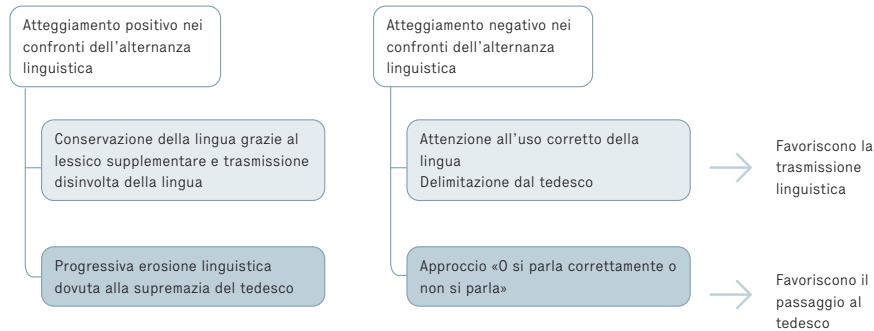 Atteggiamento positivo nei
confronti dell'alternanza
linguistica
Atteggiamento negativo nei
confronti dell'alternanza
linguistica
Conservazione della lingua grazie al
lessico supplementare e trasmissione
disinvolta della lingua
Attenzione all'uso corretto della
lingua
Delimitazione dal tedesco
Favoriscono la
trasmissione
linguistica
Progressiva erosione linguistica
dovuta alla supremazia del tedesco
Approccio «O si parla correttamente o
non si parla»
Favoriscono il
passaggio al
tedesco